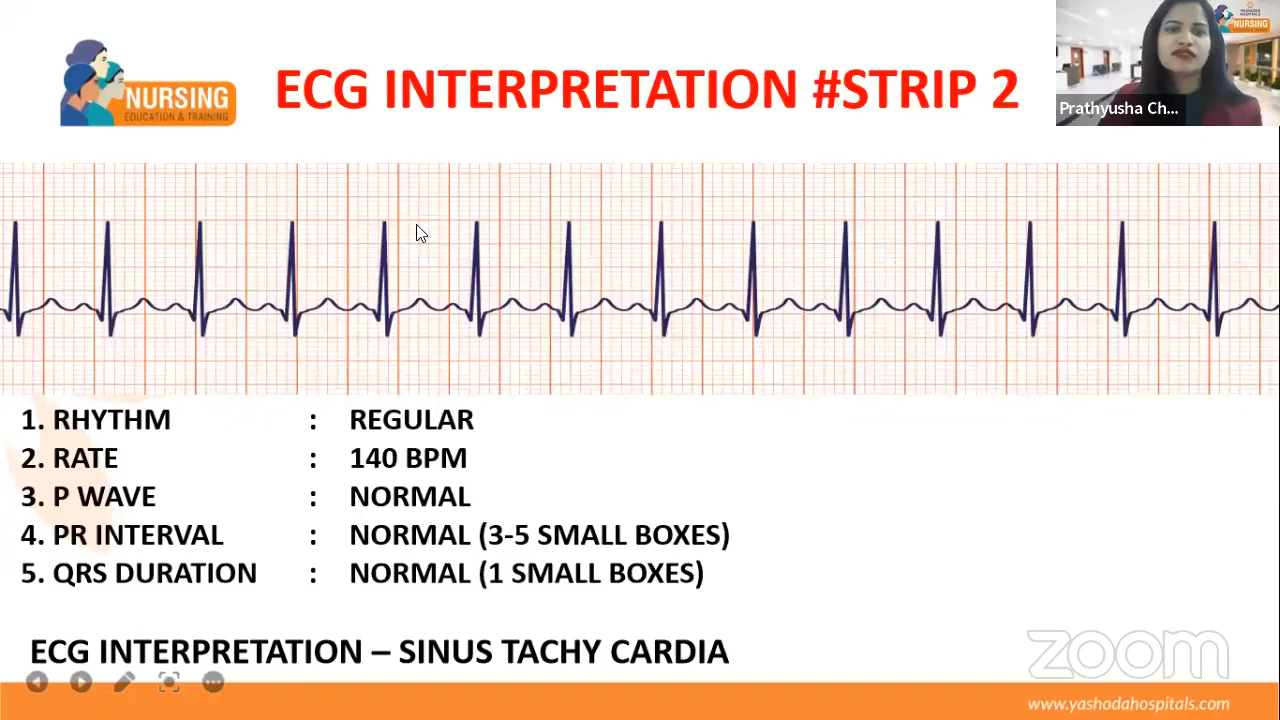 NURSING
EDUCATION & TRAINING
ECG INTERPRETATION #STRIP 2
YASHODA
HOSPITALS
NURSING
Prathyusha Ch...
1. RHYTHM : REGULAR
2. RATE : 140 BPM
3. P WAVE : NORMAL
4. PR INTERVAL : NORMAL (3-5 SMALL BOXES)
5. QRS DURATION : NORMAL (1 SMALL BOXES)
ECG INTERPRETATION – SINUS TACHY CARDIA
zoom
www.yashodahospitals.com